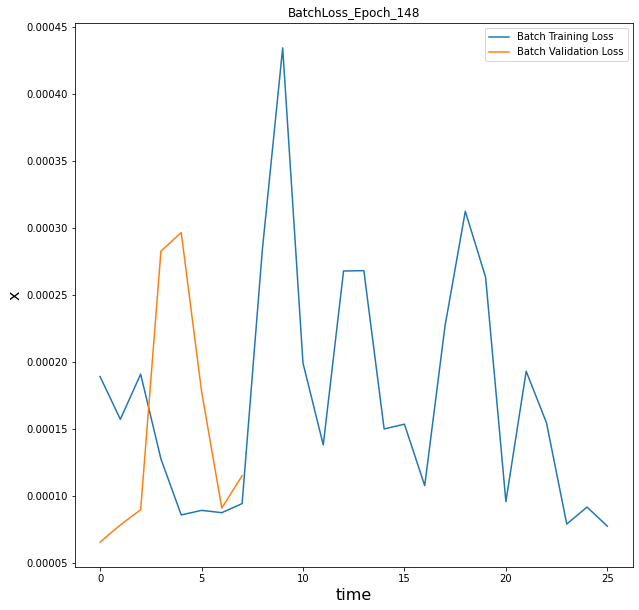 BatchLoss_Epoch_148
Batch Training Loss
Batch Validation Loss
0.00045
0.00040
0.00035
0.00030
0.00025
0.00020
0.00015
0.00010
0.00005
x
0 5 10 15 20 25
time